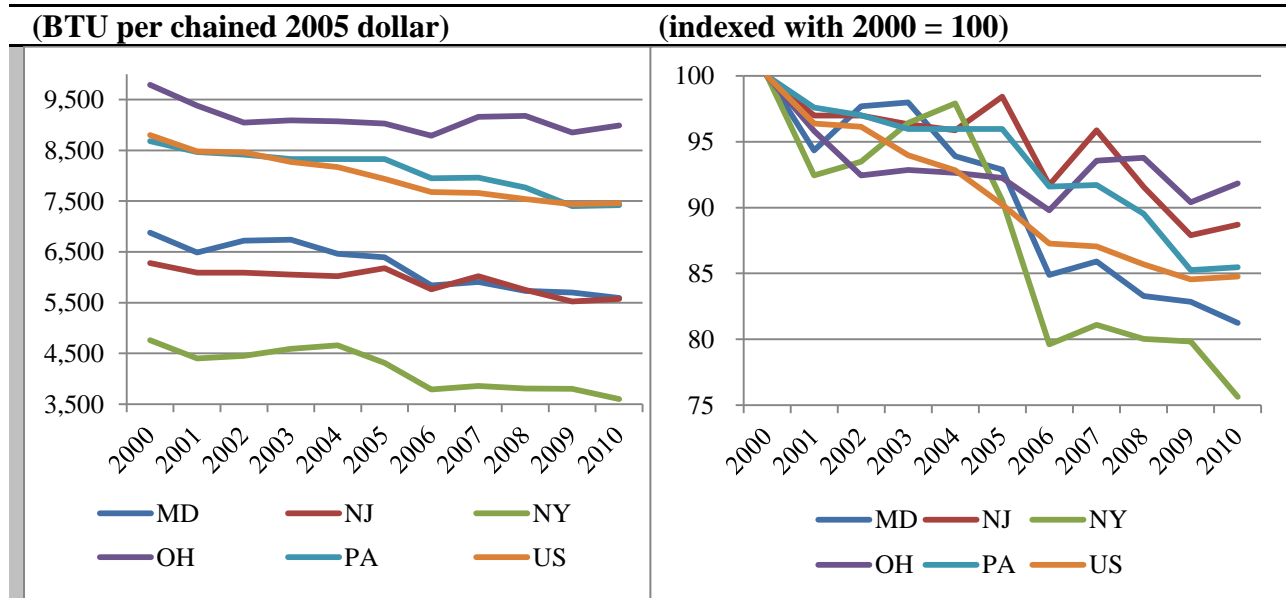 (BTU per chained 2005 dollar)
(indexed with 2000 = 100)
9,500
8,500
7,500
6,500
5,500
4,500
3,500
2000 2001 2002 2003 2004 2005 2006 2007 2008 2009 2010
MD NJ NY
OH PA US
100
95
90
85
80
75
2000 2001 2002 2003 2004 2005 2006 2007 2008 2009 2010
MD NJ NY
OH PA US